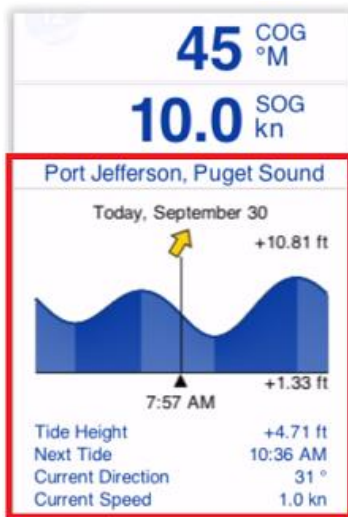 45 COG
°M
10.0 SOG
kn
Port Jefferson, Puget Sound
Today, September 30
+10.81 ft
+1.33 ft
7:57 AM
Tide Height +4.71 ft
Next Tide 10:36 AM
Current Direction 31 °
Current Speed 1.0 kn